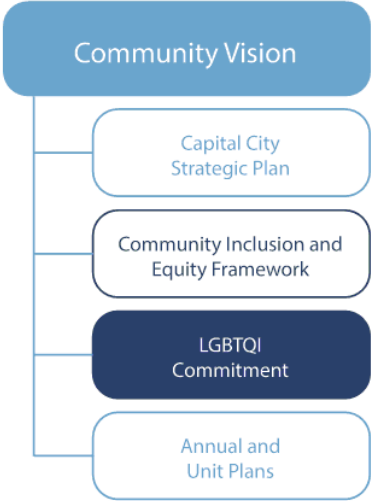 Community Vision
Capital City
Strategic Plan
Community Inclusion and
Equity Framework
LGBTQI
Commitment
Annual and
Unit Plans